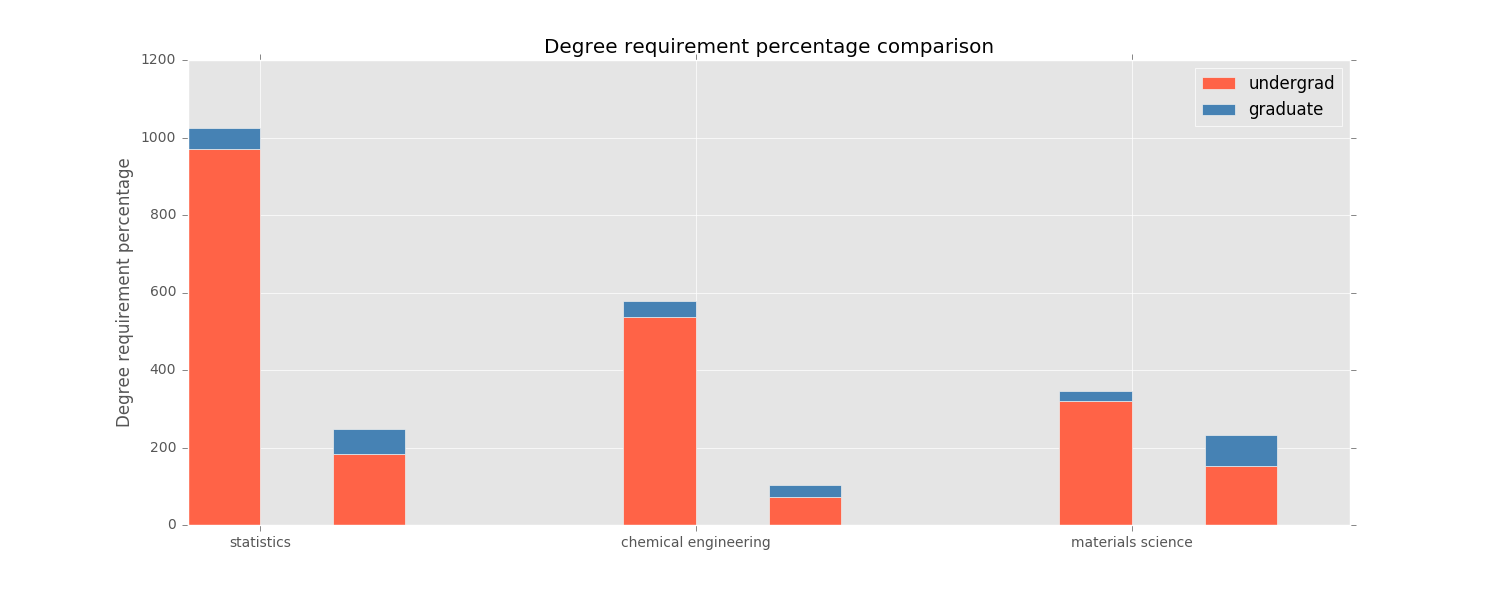 Degree requirement percentage comparison
undergrad
graduate
Degree requirement percentage
1200
1000
800
600
400
200
0
statistics
chemical engineering
materials science